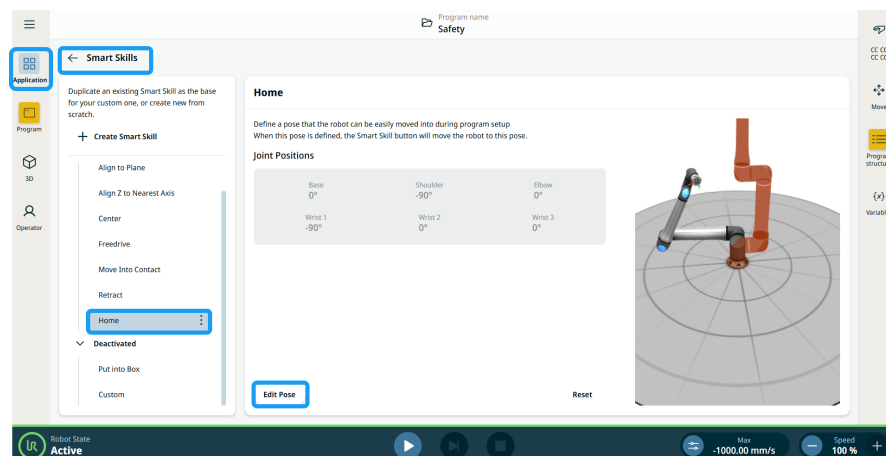 Program name
Safety
Application
Program
3D
Operator
Smart Skills
Duplicate an existing Smart Skill as the base
for your custom one, or create new from
scratch.
Create Smart Skill
Align to Plane
Align Z to Nearest Axis
Center
Freedrive
Move Into Contact
Retract
Home
Deactivated
Put into Box
Custom
Home
Define a pose that the robot can be easily moved into during program setup
When this pose is defined, the Smart Skill button will move the robot to this pose.
Joint Positions
Base Shoulder Elbow
0° -90° 0°
Wrist 1 Wrist 2 Wrist 3
-90° 0° 0°
Edit Pose Reset
CC CC
CC CC
Move
Program
structu
{x}
Variabl
UR
Robot State
Active
Max
-1000.00 mm/s
Speed
100 %